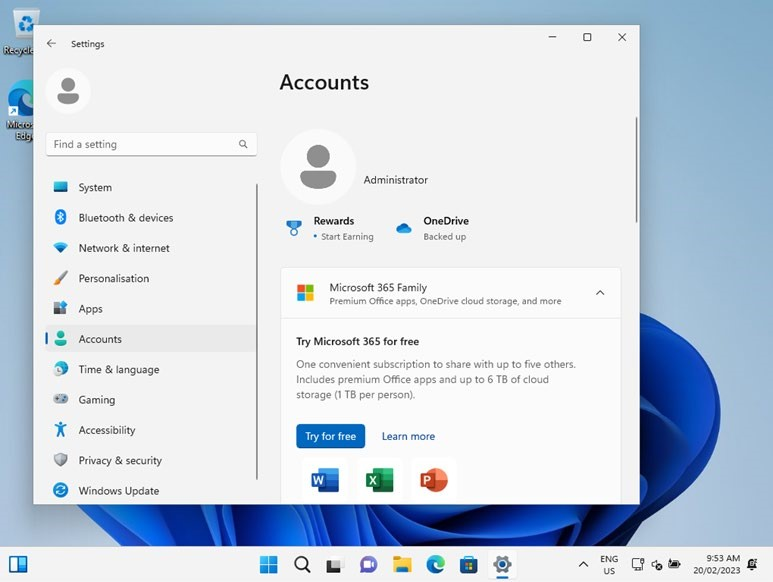 Recycle
Micros
Edg
Settings
Accounts
Find a setting
System
Bluetooth & devices
Network & internet
Personalisation
Apps
Accounts
Time & language
Gaming
Accessibility
Privacy & security
Windows Update
Administrator
Rewards
• Start Earning
OneDrive
Backed up
Microsoft 365 Family
Premium Office apps, OneDrive cloud storage, and more
Try Microsoft 365 for free
One convenient subscription to share with up to five others.
Includes premium Office apps and up to 6 TB of cloud
storage (1 TB per person).
Try for free
Learn more
W
X
P
ENG
US
9:53 AM
20/02/2023